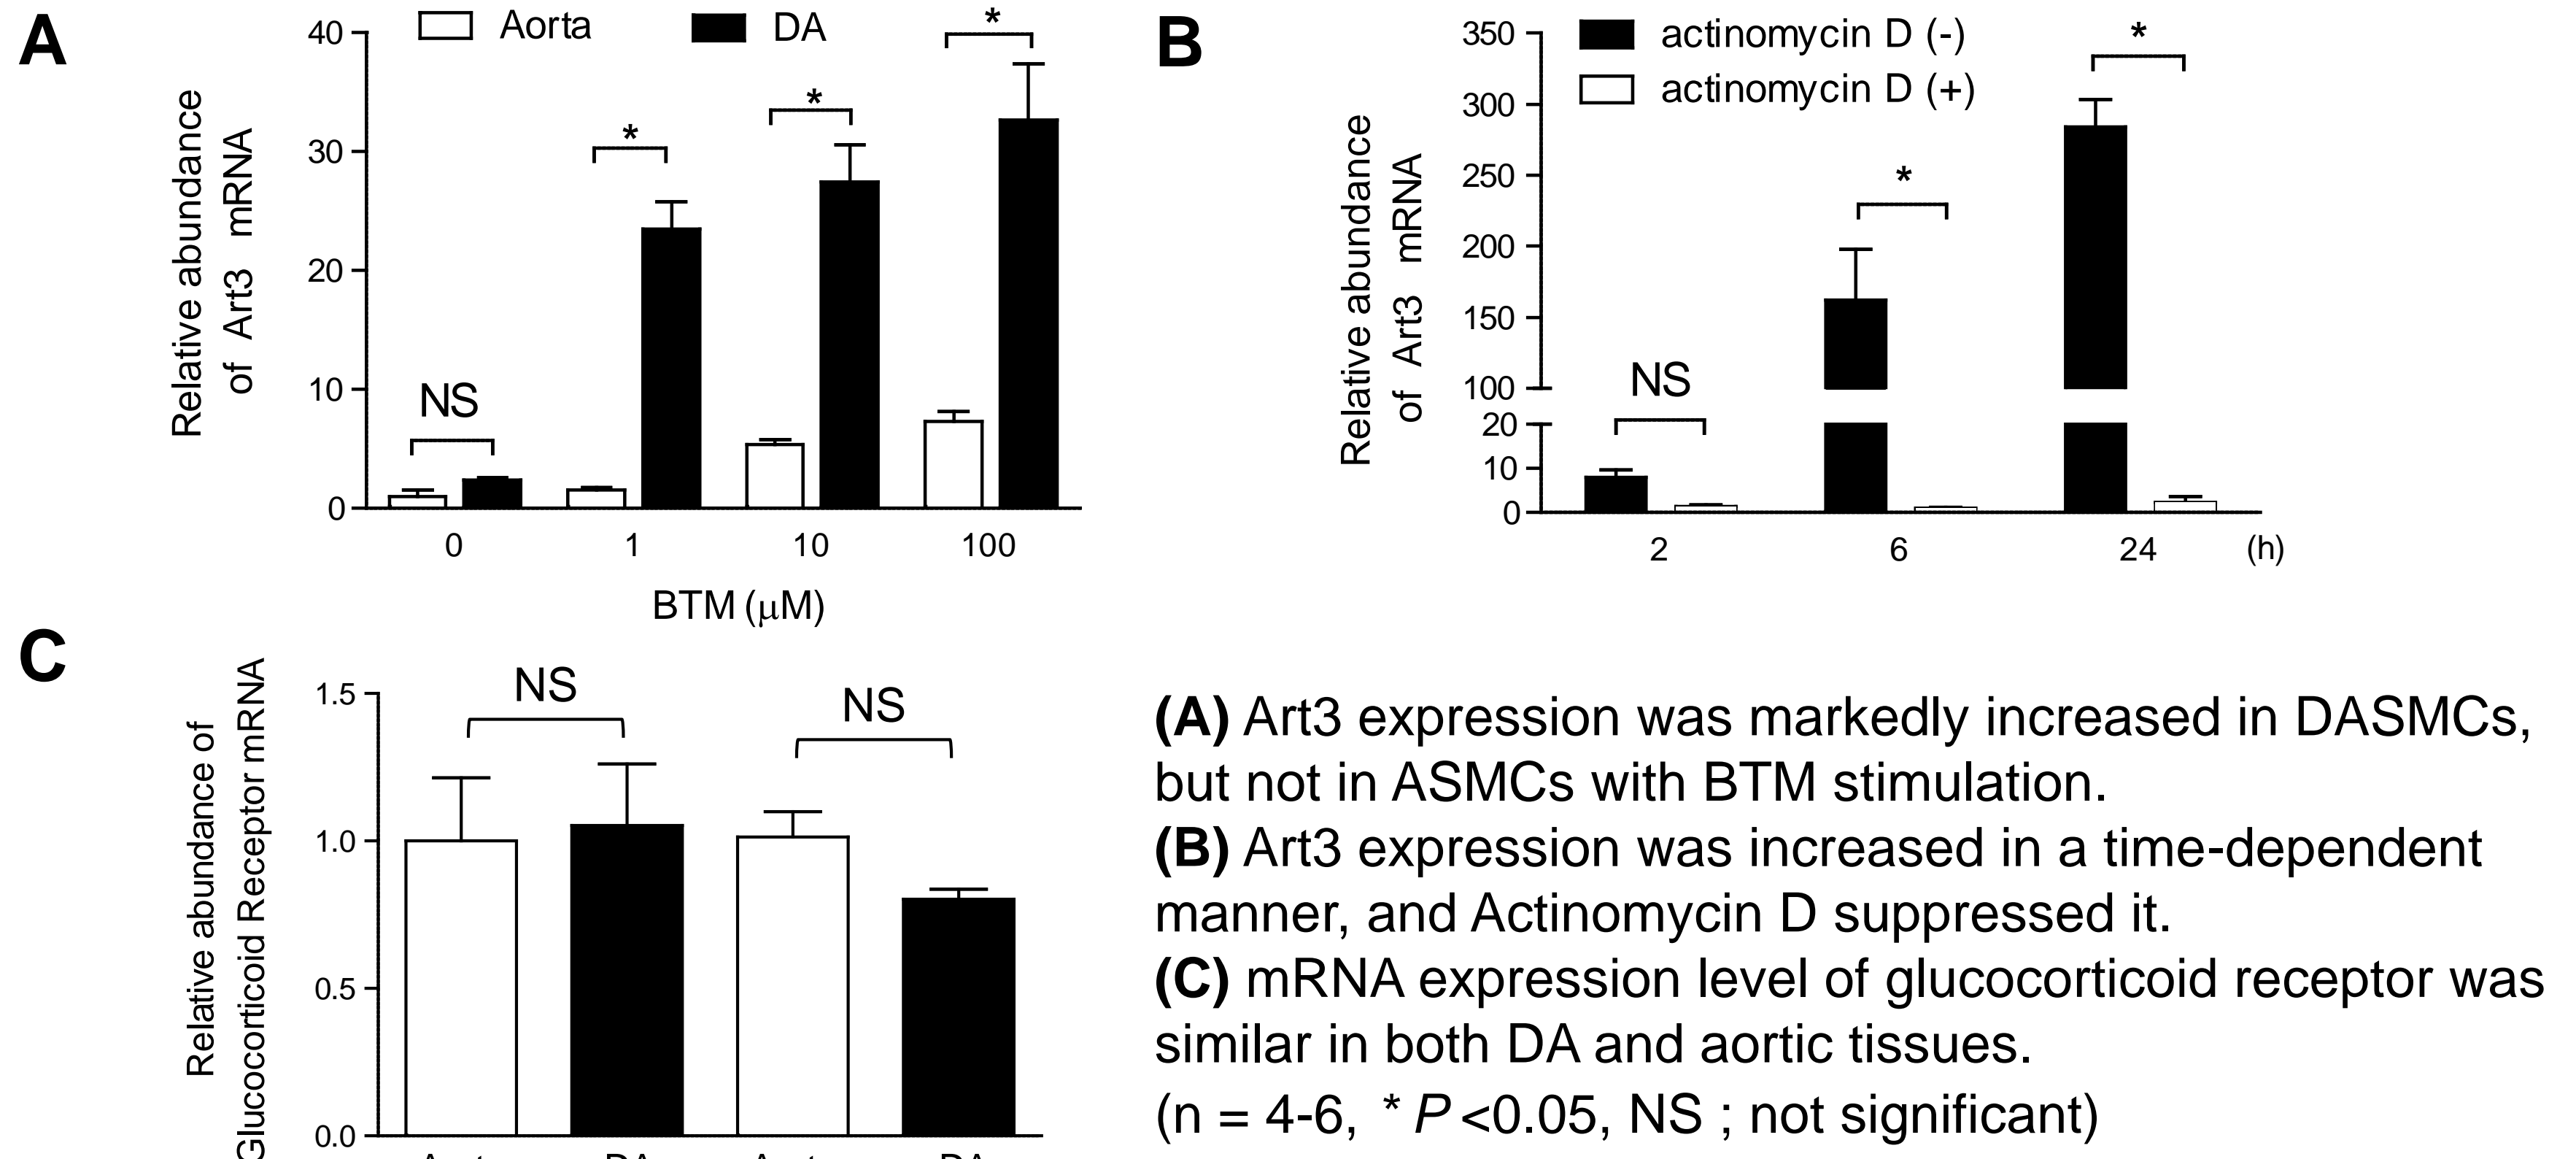 A
Aorta
DA
*
*
*
NS
40
30
20
10
0
Relative abundance
of Art3 mRNA
0 1 10 100
BTM (μM)
B
actinomycin D (-)
actinomycin D (+)
*
*
NS
350
300
250
200
150
100
20
10
0
Relative abundance
of Art3 mRNA
2 6 24 (h)
C
NS
NS
1.5
1.0
0.5
0.0
Relative abundance of
Glucocorticoid Receptor mRNA
(A) Art3 expression was markedly increased in DASMCs,
but not in ASMCs with BTM stimulation.
(B) Art3 expression was increased in a time-dependent
manner, and Actinomycin D suppressed it.
(C) mRNA expression level of glucocorticoid receptor was
similar in both DA and aortic tissues.
(n = 4-6, * P <0.05, NS ; not significant)